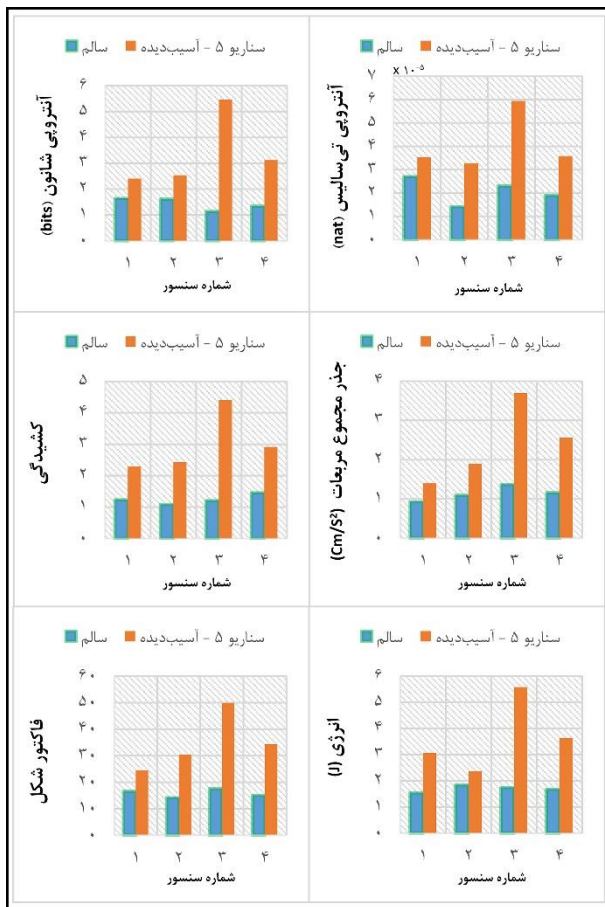 سالم سناریو ۵ - آسیب‌دیده
آنتروپی شانون (bits)
۶
۵
۴
۳
۲
۱
۰
۱ ۲ ۳ ۴
شماره سنسور
سالم سناریو ۵ - آسیب‌دیده
آنتروپی تی‌سالیس (nat)
x ۱۰⁻⁵
۷
۶
۵
۴
۳
۲
۱
۰
۱ ۲ ۳ ۴
شماره سنسور
سالم سناریو ۵ - آسیب‌دیده
کشیدگی
۵
۴
۳
۲
۱
۰
۱ ۲ ۳ ۴
شماره سنسور
سالم سناریو ۵ - آسیب‌دیده
جذر مجموع مربعات (Cm/S²)
۴
۳
۲
۱
۰
۱ ۲ ۳ ۴
شماره سنسور
سالم سناریو ۵ - آسیب‌دیده
فاکتور شکل
۶۰
۵۰
۴۰
۳۰
۲۰
۱۰
۰
۱ ۲ ۳ ۴
شماره سنسور
سالم سناریو ۵ - آسیب‌دیده
انرژی (J)
۶
۵
۴
۳
۲
۱
۰
۱ ۲ ۳ ۴
شماره سنسور